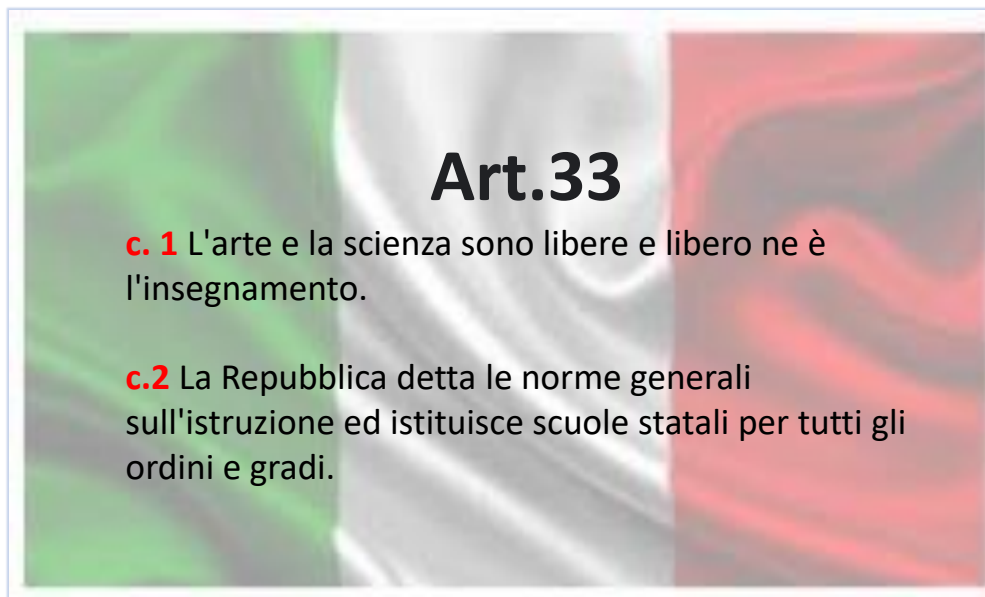 Art.33
c. 1 L'arte e la scienza sono libere e libero ne è
l'insegnamento.
c.2 La Repubblica detta le norme generali
sull'istruzione ed istituisce scuole statali per tutti gli
ordini e gradi.